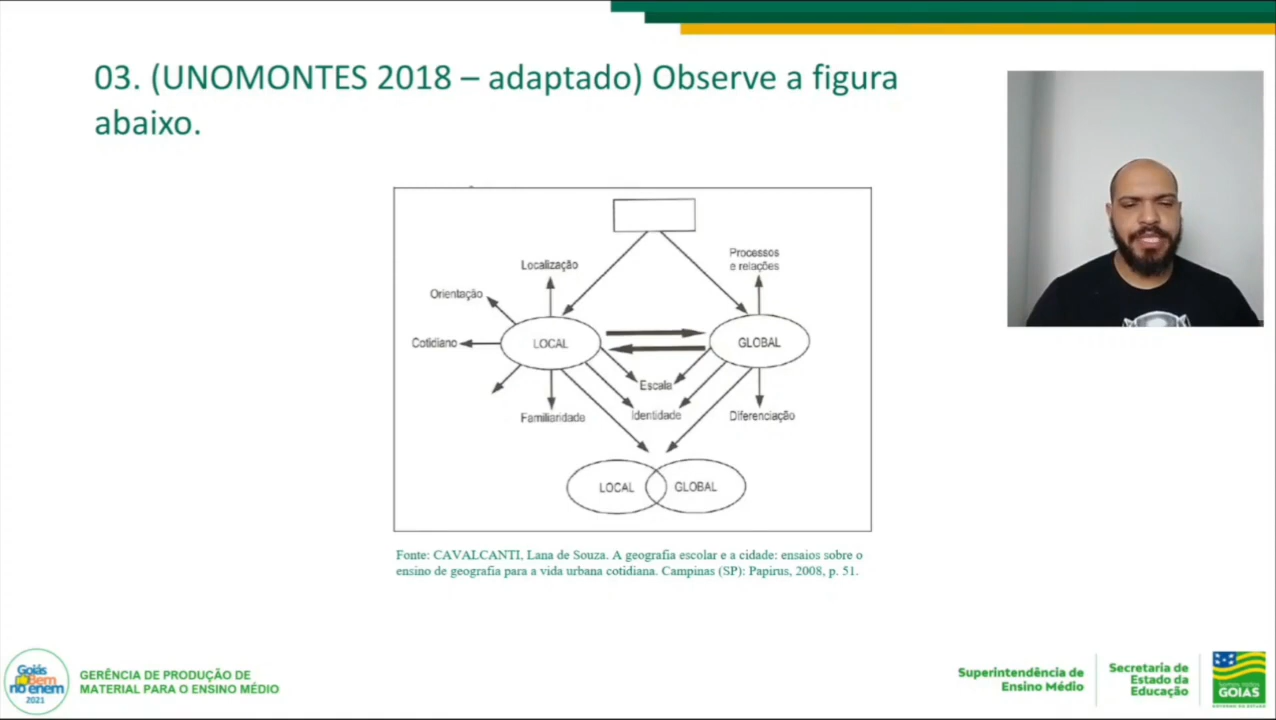 03. (UNOMONTES 2018 – adaptado) Observe a figura
abaixo.
Processos
e relações
Localização
Orientação
Cotidiano
LOCAL
GLOBAL
Escala
Identidade
Familiaridade
Diferenciação
LOCAL
GLOBAL
Fonte: CAVALCANTI, Lana de Souza. A geografia escolar e a cidade: ensaios sobre o
ensino de geografia para a vida urbana cotidiana. Campinas (SP): Papirus, 2008, p. 51.
Goiás
Bem
no enem
2021
GERÊNCIA DE PRODUÇÃO DE
MATERIAL PARA O ENSINO MÉDIO
Superintendência de
Ensino Médio
Secretaria de
Estado da
Educação
GOIÁS